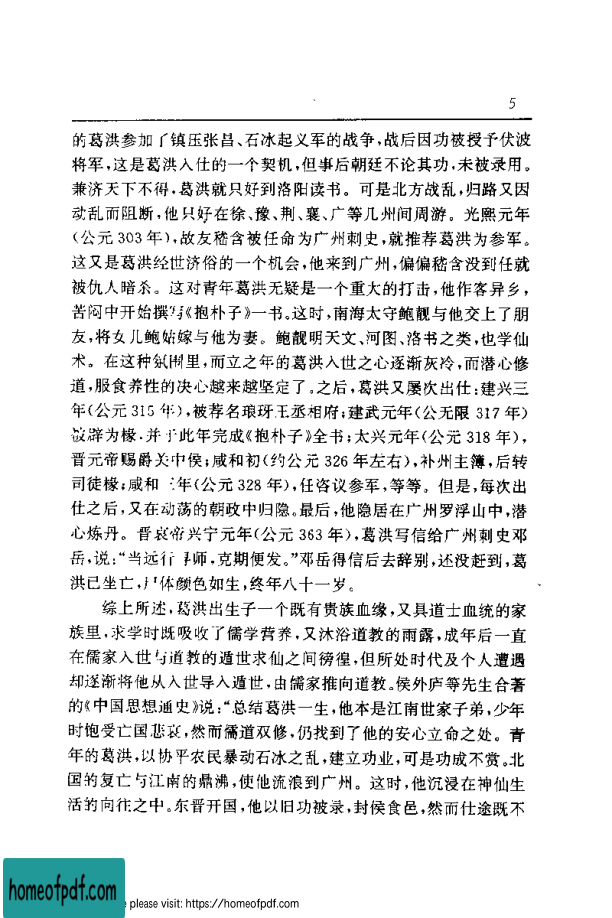 5
的葛洪参加了镇压张昌、石冰起义军的战争,战后因功被授予伏波
将军,这是葛洪入仕的一个契机,但事后朝廷不论其功,未被录用。
兼济天下不得,葛洪就只好到洛阳读书。可是北方战乱,归路又因
动乱而阻断,他只好在徐、豫、荆、襄、广等几州间周游。光熙元年
(公元303年),故友嵇含被任命为广州刺史,就推荐葛洪为参军。
这又是葛洪经世济俗的一个机会,他来到广州,偏偏嵇含没到任就
被仇人暗杀。这对青年葛洪无疑是一个重大的打击,他作客异乡,
苦闷中开始撰写《抱朴子》一书。这时,南海太守鲍靓与他交上了朋
友,将女儿鲍姑嫁与他为妻。鲍靓明天文、河图、洛书之类,也学仙
术。在这种氛围里,而立之年的葛洪入世之心逐渐灰冷,而潜心修
道,服食养性的决心越来越坚定了。之后,葛洪又屡次出仕:建兴三
年(公元315年),被荐名琅玡王丞相府;建武元年(公无限317年)
被辟为椽,并于此年完成《抱朴子》全书;太兴元年(公元318年),
晋元帝赐爵关中侯;咸和初(约公元326年左右),补州主簿,后转
司徒椽;咸和三年(公元328年),任咨议参军,等等。但是,每次出
仕之后,又在动荡的朝政中归隐。最后,他隐居在广州罗浮山中,潜
心炼丹。晋哀帝兴宁元年(公元363年),葛洪写信给广州刺史邓
岳,说:“当远行寻师,克期便发。”邓岳得信后去辞别,还没赶到,葛
洪已坐亡,尸体颜色如生,终年八十一岁。
综上所述,葛洪出生子一个既有贵族血缘,又具道士血统的家
族里,求学时既吸收了儒学营养,又沐浴道教的雨露,成年后一直
在儒家入世与道教的遁世求仙之间徬徨,但所处时代及个人遭遇
却逐渐将他从入世导入遁世,由儒家推向道教。侯外庐等先生合著
的《中国思想通史》说:“总结葛洪一生,他本是江南世家子弟,少年
时饱受亡国悲哀,然而儒道双修,仍找到了他的安心立命之处。青
年的葛洪,以协平农民暴动石冰之乱,建立功业,可是功成不赏。北
国的复亡与江南的鼎沸,使他流浪到广州。这时,他沉浸在神仙生
活的向往之中。东晋开国,他以旧功被录,封侯食邑,然而仕途既不
homeofpdf.com
e please visit: https://homeofpdf.com